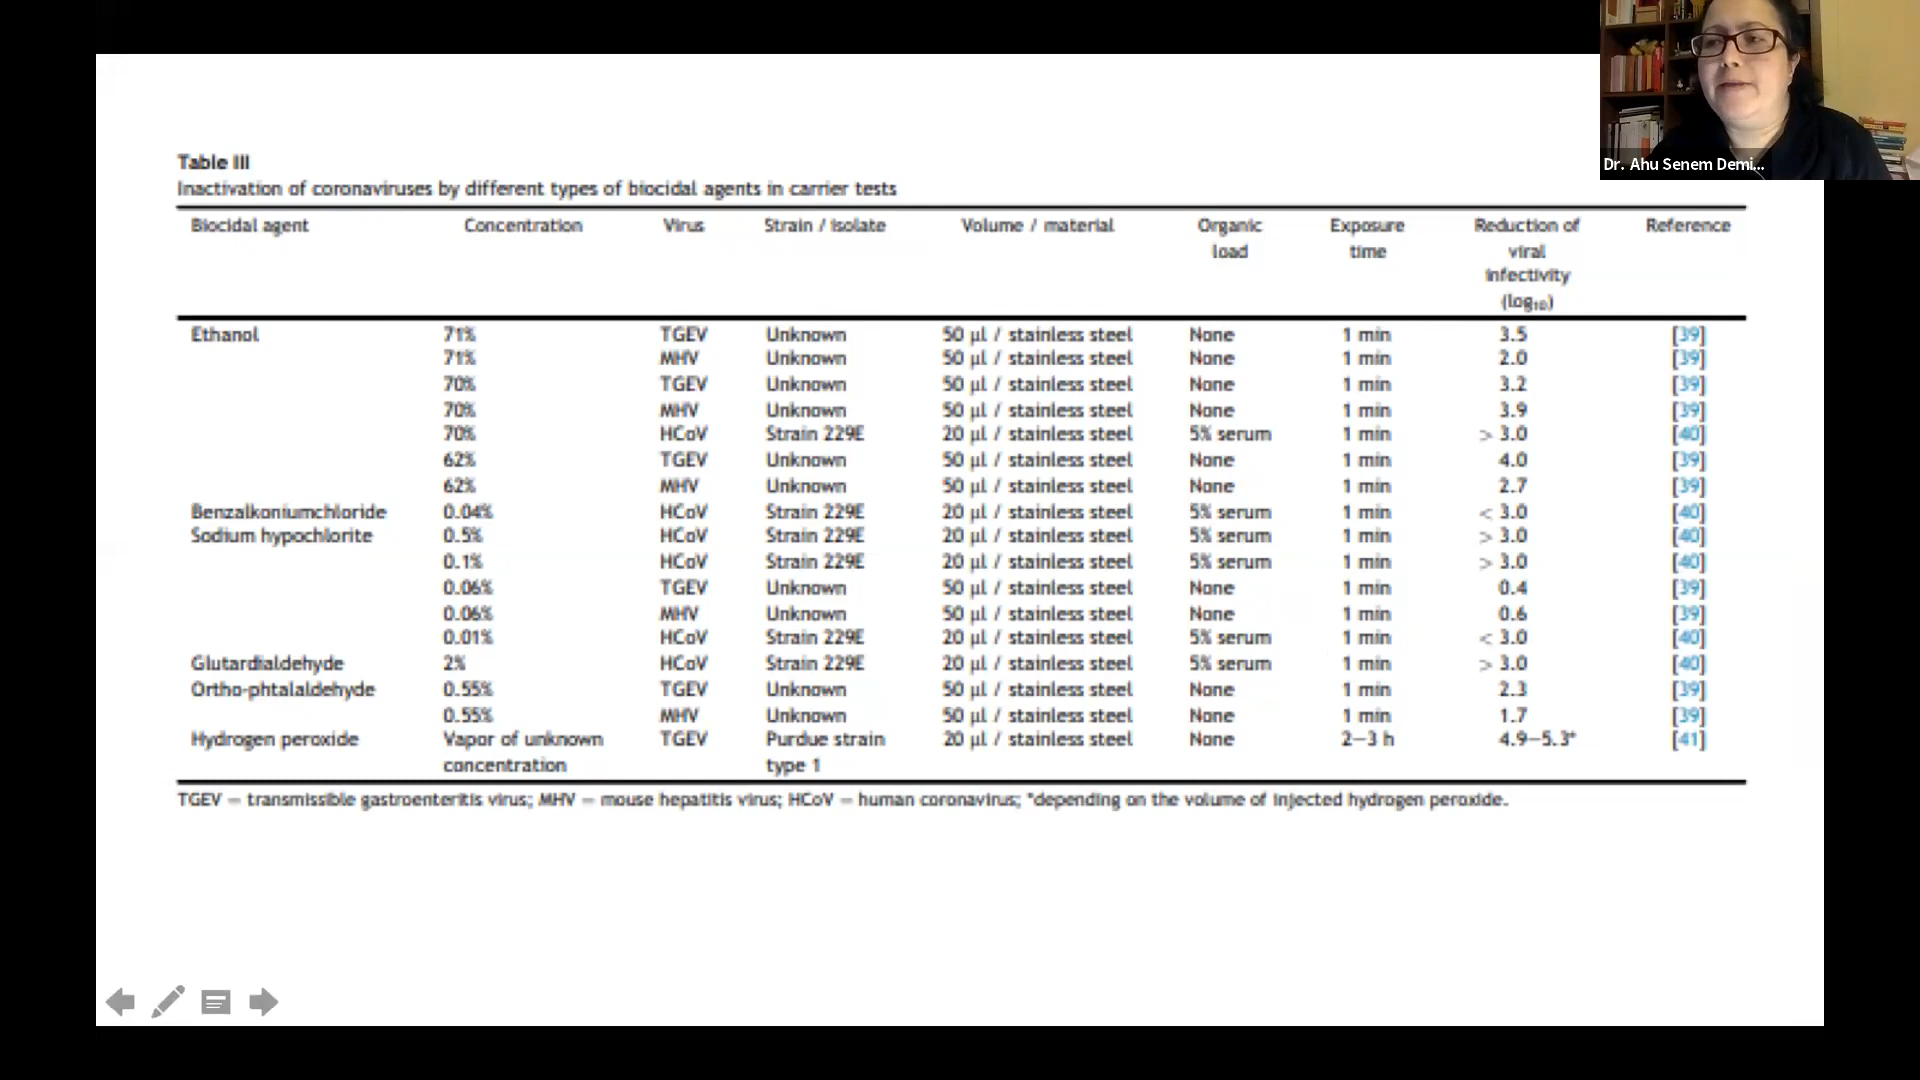 Dr. Ahu Senem Demi...
Table III
Inactivation of coronaviruses by different types of biocidal agents in carrier tests
Biocidal agent Concentration Virus Strain / isolate Volume / material Organic load Exposure time Reduction of viral infectivity (log₁₀) Reference
Ethanol 71% TGEV Unknown 50 µl / stainless steel None 1 min 3.5 [39]
71% MHV Unknown 50 µl / stainless steel None 1 min 2.0 [39]
70% TGEV Unknown 50 µl / stainless steel None 1 min 3.2 [39]
70% MHV Unknown 50 µl / stainless steel None 1 min 3.9 [39]
70% HCoV Strain 229E 20 µl / stainless steel 5% serum 1 min > 3.0 [40]
62% TGEV Unknown 50 µl / stainless steel None 1 min 4.0 [39]
62% MHV Unknown 50 µl / stainless steel None 1 min 2.7 [39]
Benzalkoniumchloride 0.04% HCoV Strain 229E 20 µl / stainless steel 5% serum 1 min < 3.0 [40]
Sodium hypochlorite 0.5% HCoV Strain 229E 20 µl / stainless steel 5% serum 1 min > 3.0 [40]
0.1% HCoV Strain 229E 20 µl / stainless steel 5% serum 1 min > 3.0 [40]
0.06% TGEV Unknown 50 µl / stainless steel None 1 min 0.4 [39]
0.06% MHV Unknown 50 µl / stainless steel None 1 min 0.6 [39]
0.01% HCoV Strain 229E 20 µl / stainless steel 5% serum 1 min < 3.0 [40]
Glutardialdehyde 2% HCoV Strain 229E 20 µl / stainless steel 5% serum 1 min > 3.0 [40]
Ortho-phtalaldehyde 0.55% TGEV Unknown 50 µl / stainless steel None 1 min 2.3 [39]
0.55% MHV Unknown 50 µl / stainless steel None 1 min 1.7 [39]
Hydrogen peroxide Vapor of unknown concentration TGEV Purdue strain type 1 20 µl / stainless steel None 2–3 h 4.9–5.3* [41]
TGEV = transmissible gastroenteritis virus; MHV = mouse hepatitis virus; HCoV = human coronavirus; *depending on the volume of injected hydrogen peroxide.